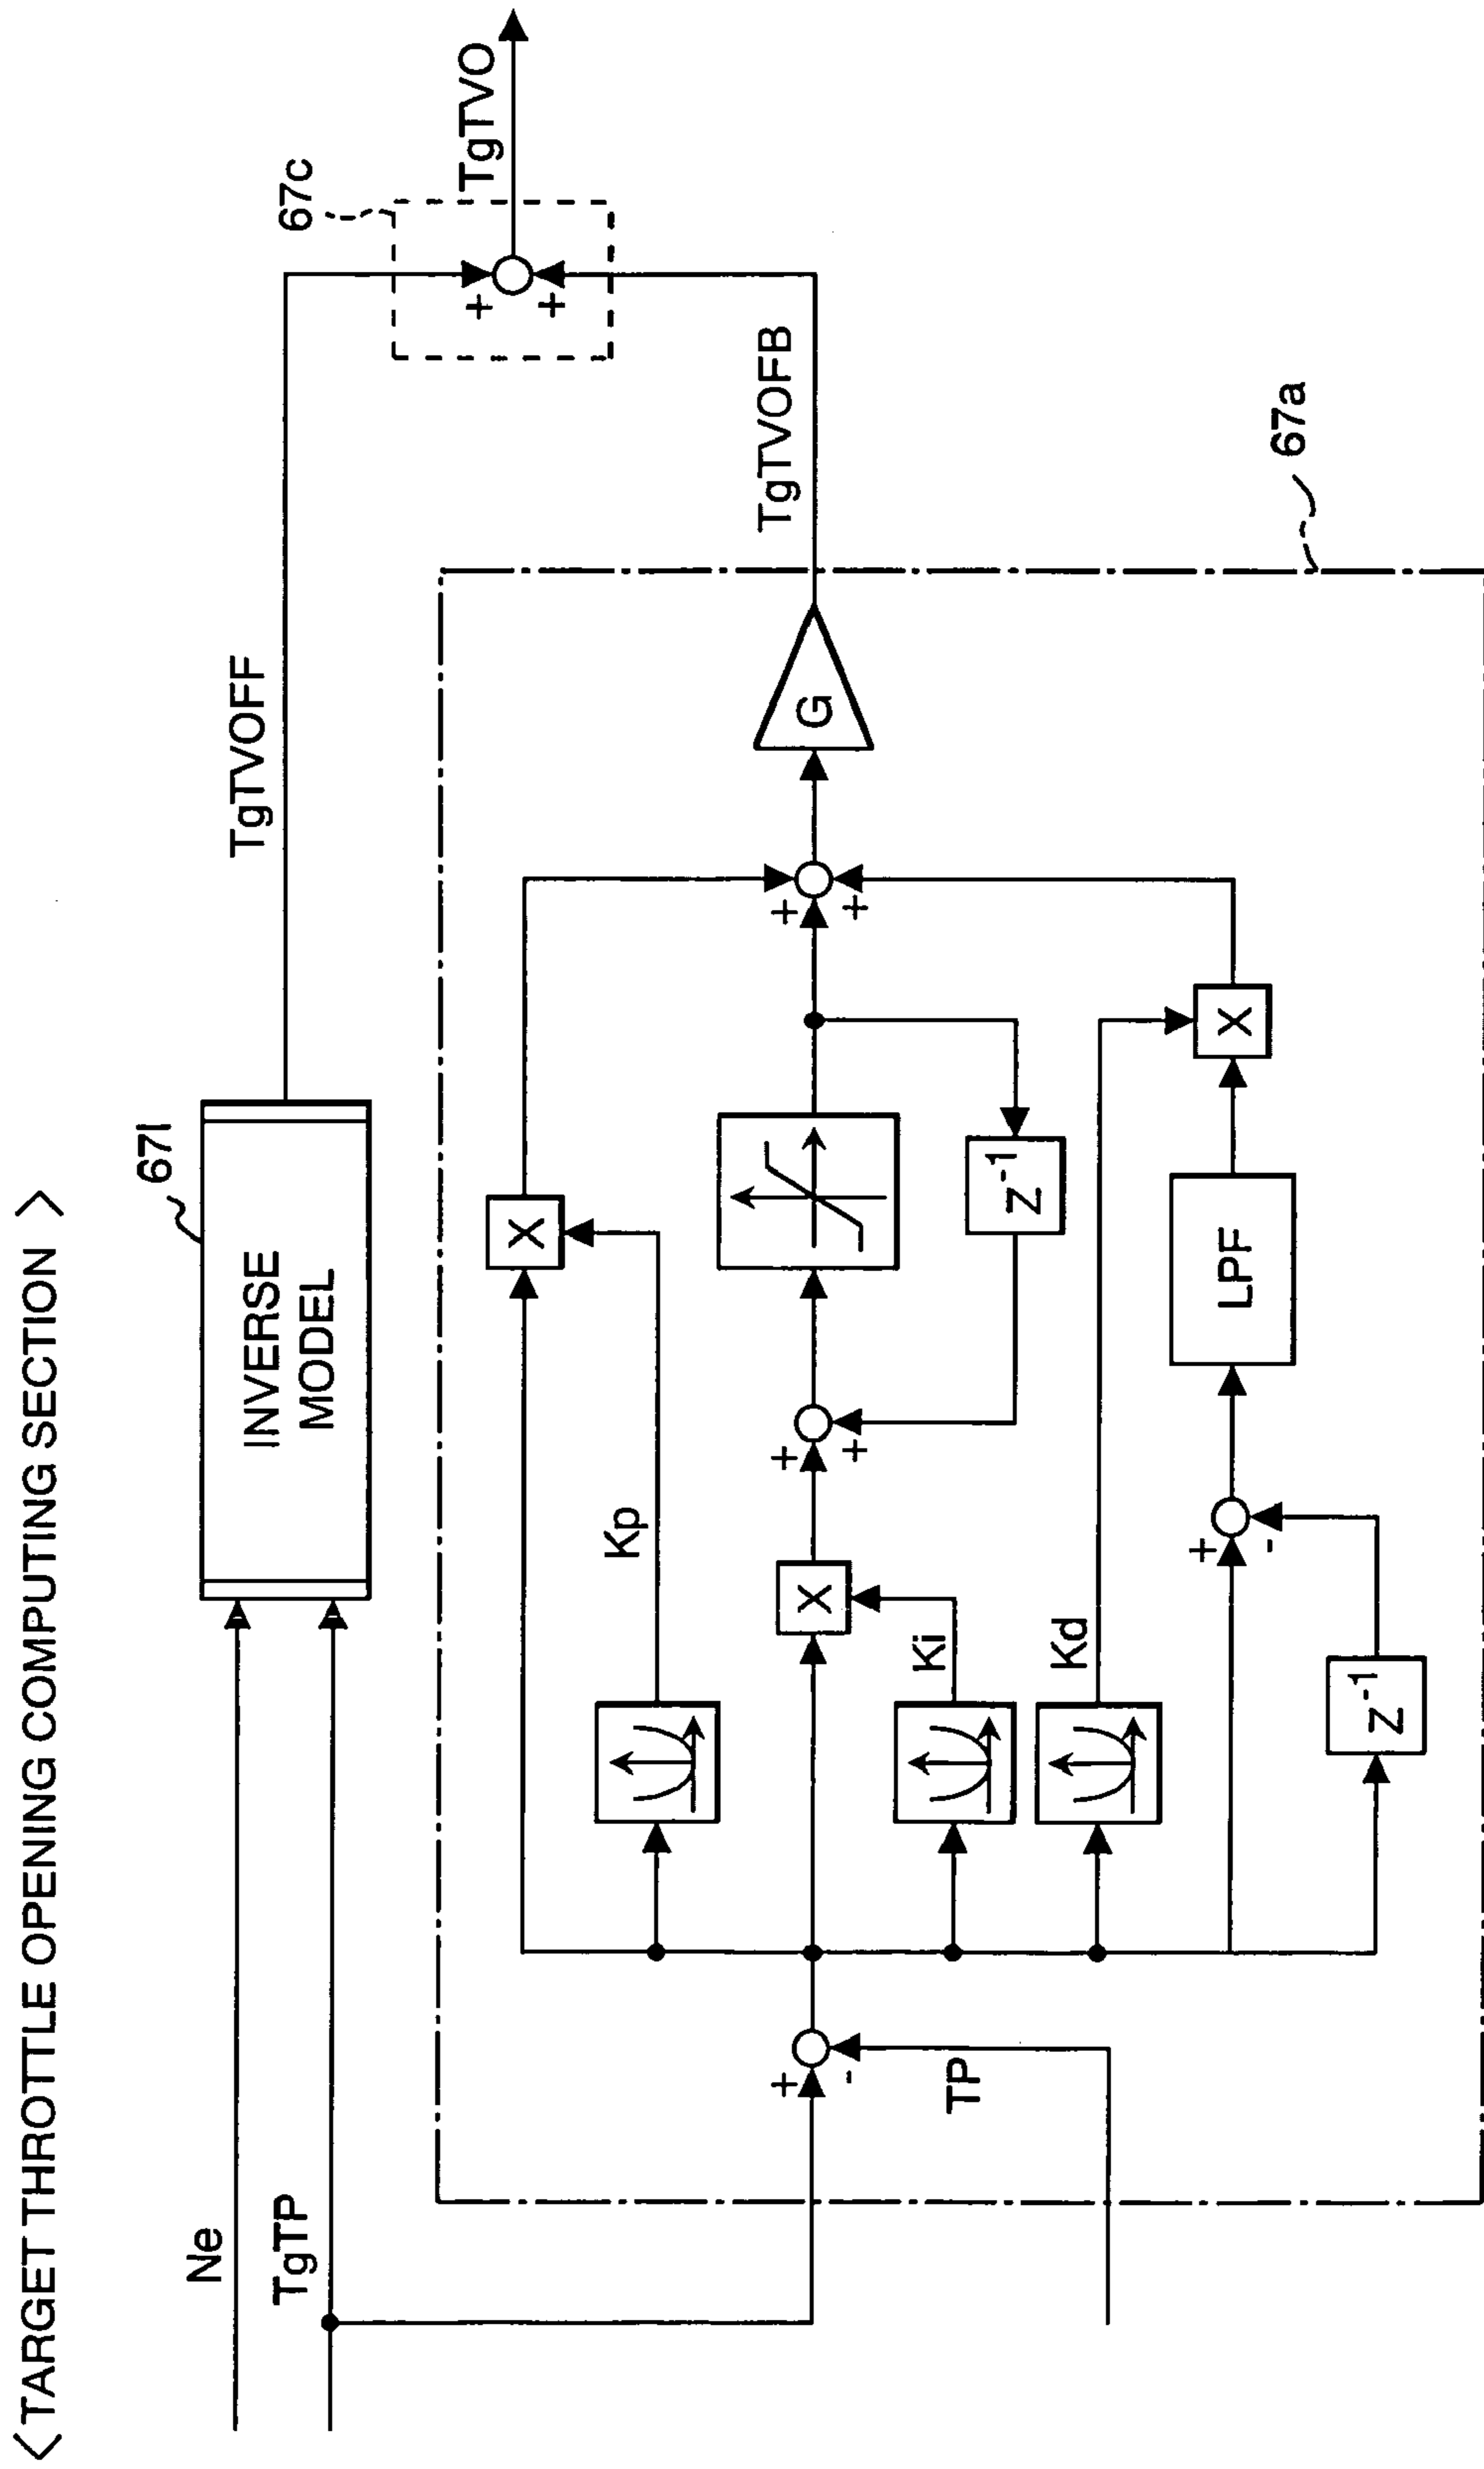 < TARGET THROTTLE OPENING COMPUTING SECTION >
Ne
TgTP
INVERSE
MODEL
67l
TgTVOFF
67c
+
+
TgTVO
TgTVOFB
67a
+
-
TP
Kp
X
X
Ki
+
+
Z-1
+
+
G
Kd
X
+
-
LPF
Z-1